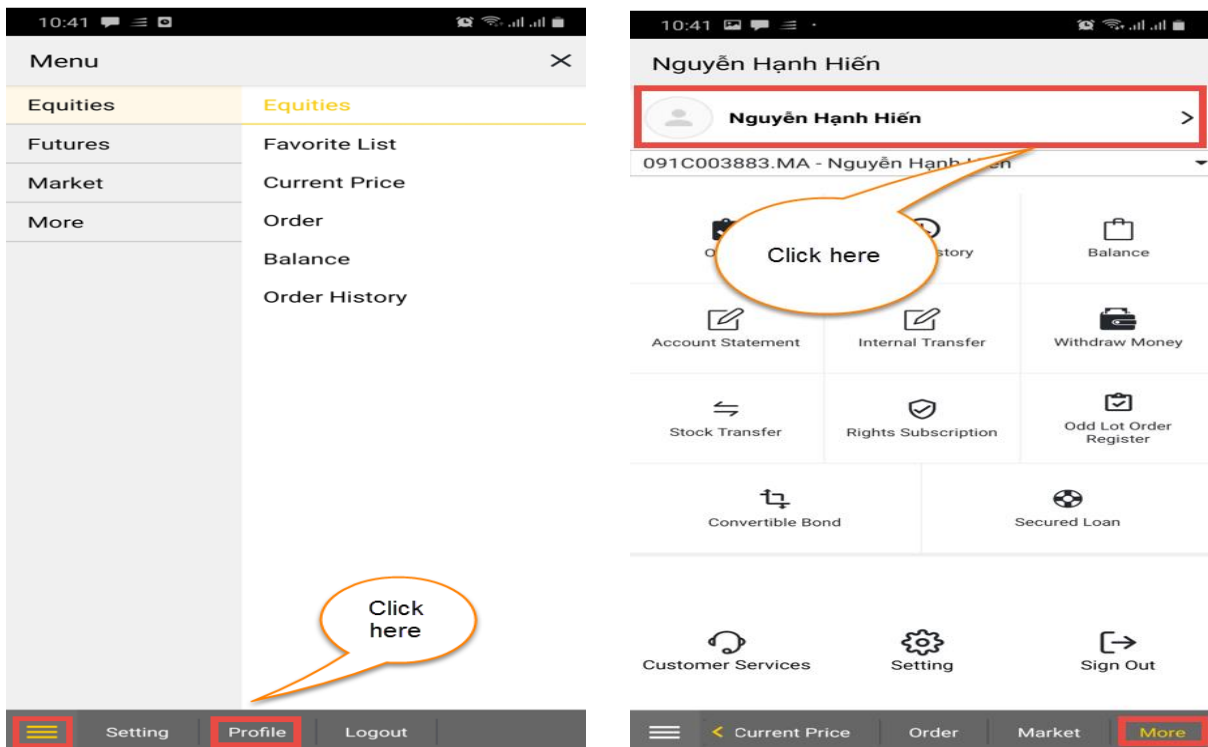 10:41
Menu
Equities
Futures
Market
More
Equities
Favorite List
Current Price
Order
Balance
Order History
Click
here
Setting
Profile
Logout
10:41
Nguyễn Hạnh Hiến
Nguyễn Hạnh Hiến
091C003883.MA - Nguyễn Hạnh
Click here
Balance
Account Statement
Internal Transfer
Withdraw Money
Stock Transfer
Rights Subscription
Odd Lot Order
Register
Convertible Bond
Secured Loan
Customer Services
Setting
Sign Out
Current Price
Order
Market
More